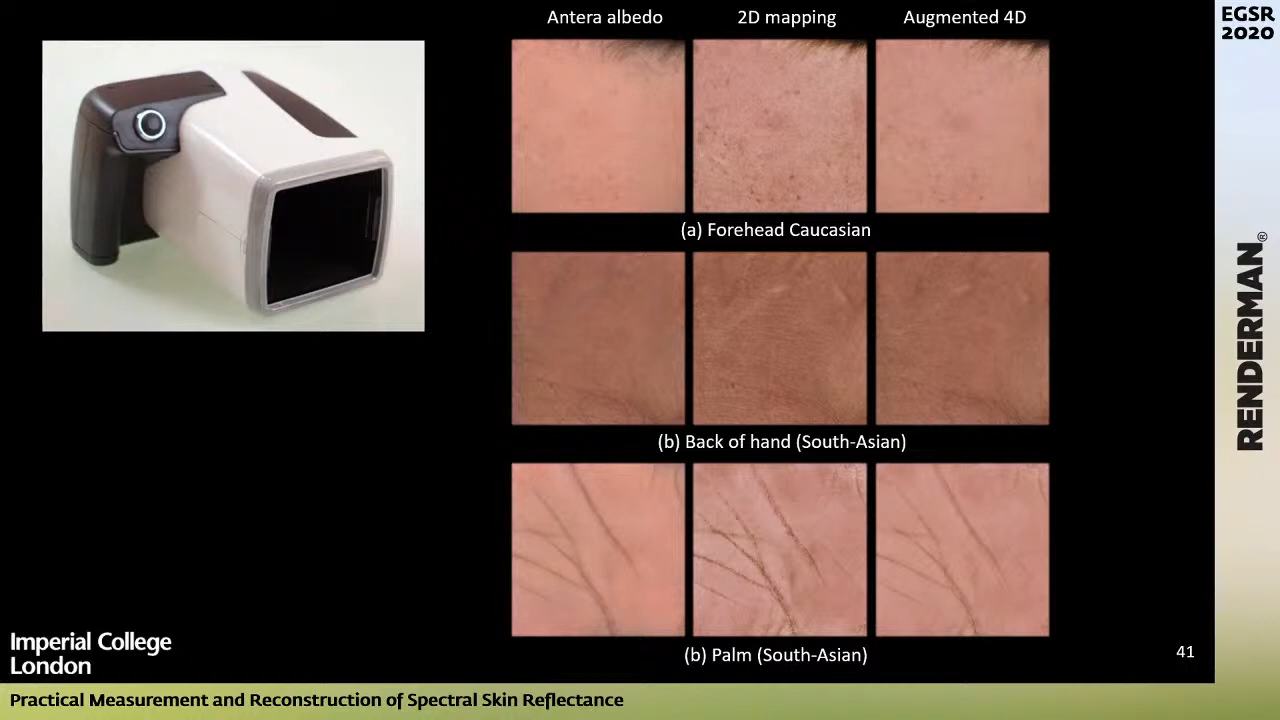 Antera albedo
2D mapping
Augmented 4D
(a) Forehead Caucasian
(b) Back of hand (South-Asian)
(b) Palm (South-Asian)
41
Imperial College
London
Practical Measurement and Reconstruction of Spectral Skin Reflectance
EGSR
2020
RENDERMAN®